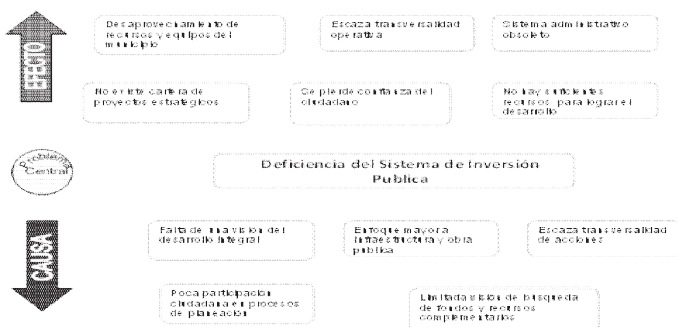 EFECTO
Desaprovechamiento de
recursos y equipos del
municipio
Escaza transversalidad
operativa
Sistema administrativo
obsoleto
No existe cartera de
proyectos estratégicos
Se pierde confianza del
ciudadano
No hay suficientes
recursos para lograr el
desarrollo
Problema
Central
Deficiencia del Sistema de Inversión
Publica
CAUSA
Falta de una visión del
desarrollo integral
Enfoque mayor a
infraestructura y obra
pública
Escaza transversalidad
de acciones
Poca participación
ciudadana en procesos
de planeación
Limitada visión de búsqueda
de fondos y recursos
complementarios